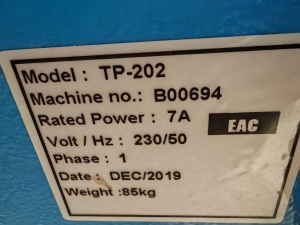 Model : TP-202
Machine no.: B00694
Rated Power : 7A
EAC
Volt / Hz : 230/50
Phase : 1
Date : DEC/2019
Weight :85kg